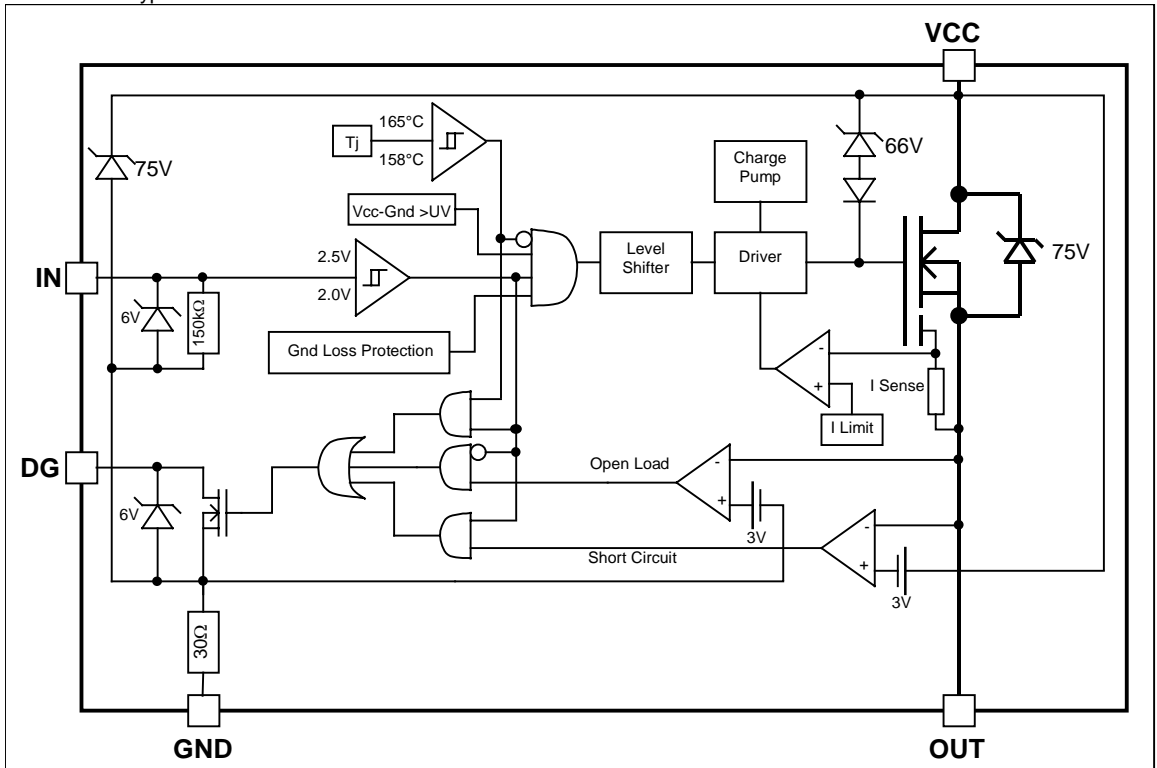 VCC
165°C
Tj
158°C
75V
Charge
Pump
66V
Vcc-Gnd >UV
2.5V
Level
Shifter
Driver
75V
IN
2.0V
6V
150kΩ
Gnd Loss Protection
-
+
I Sense
I Limit
DG
Open Load
-
+
3V
6V
Short Circuit
-
+
3V
30Ω
GND
OUT